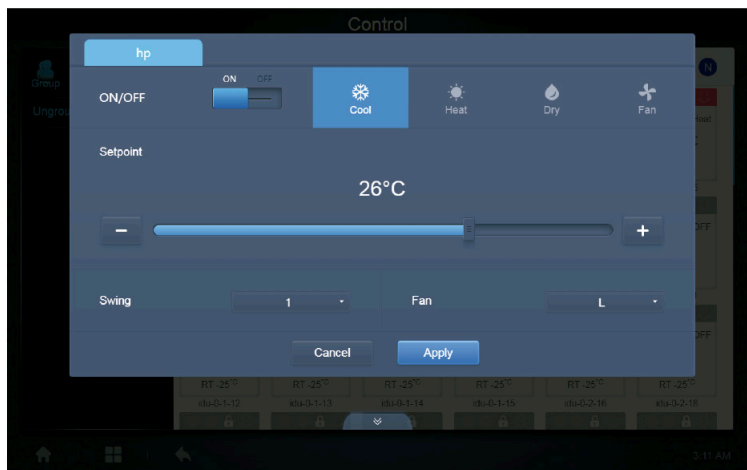 Control
hp
Group
N
ON/OFF
ON OFF
Cool
Heat
Dry
Fan
Setpoint
26°C
Swing
1
Fan
L
Cancel
Apply
RT -25°C RT -25°C RT -25°C RT -25°C RT -25°C RT -25°C
idu-0-1-12 idu-0-1-13 idu-0-1-14 idu-0-1-15 idu-0-2-16 idu-0-2-18
3:11 AM